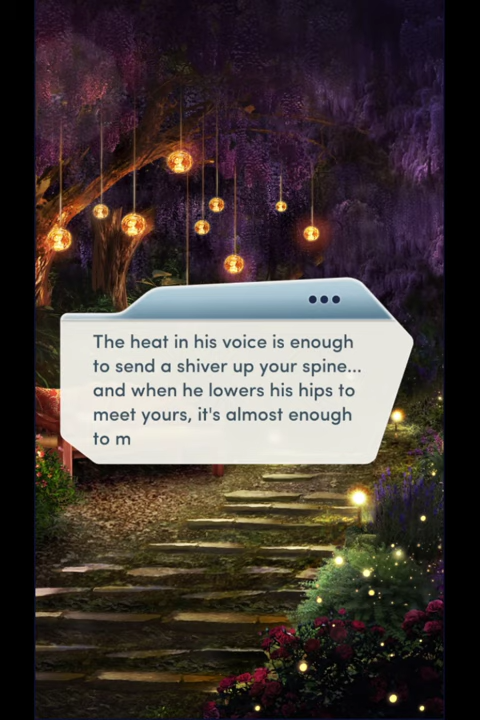 The heat in his voice is enough
to send a shiver up your spine...
and when he lowers his hips to
meet yours, it's almost enough
to m